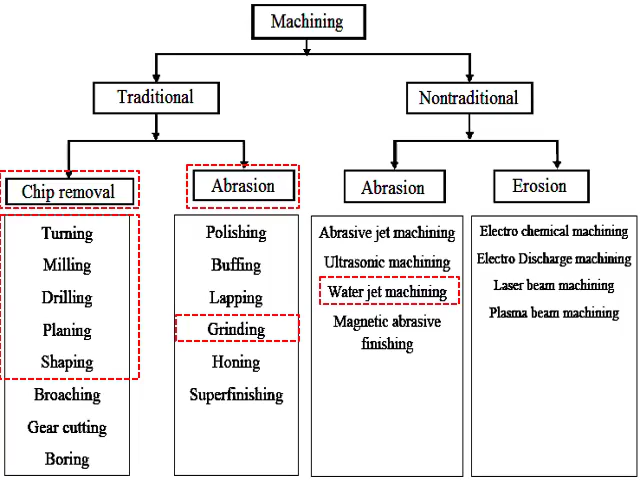 Machining
Traditional
Nontraditional
Chip removal
Abrasion
Abrasion
Erosion
Turning
Milling
Drilling
Planing
Shaping
Broaching
Gear cutting
Boring
Polishing
Buffing
Lapping
Grinding
Honing
Superfinishing
Abrasive jet machining
Ultrasonic machining
Water jet machining
Magnetic abrasive
finishing
Electro chemical machining
Electro Discharge machining
Laser beam machining
Plasma beam machining